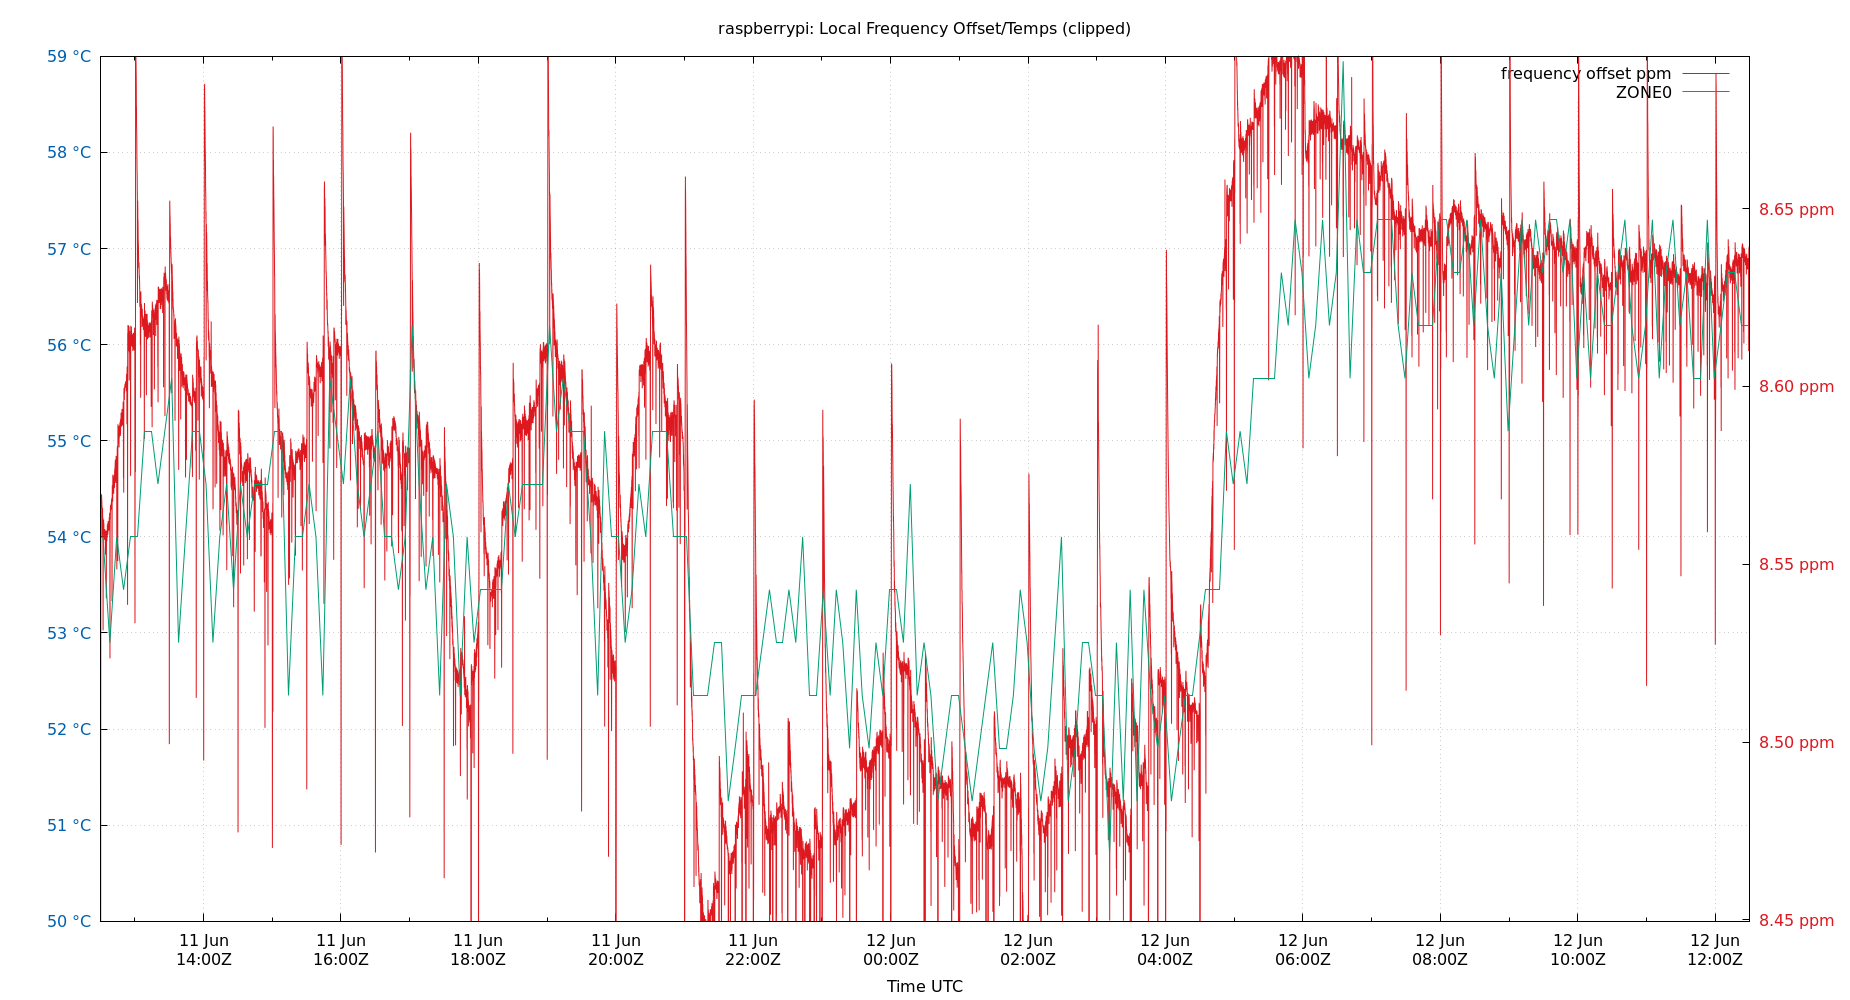 raspberrypi: Local Frequency Offset/Temps (clipped)
59 °C
58 °C
57 °C
56 °C
55 °C
54 °C
53 °C
52 °C
51 °C
50 °C
frequency offset ppm
ZONE0
8.65 ppm
8.60 ppm
8.55 ppm
8.50 ppm
8.45 ppm
11 Jun 11 Jun 11 Jun 11 Jun 11 Jun 12 Jun 12 Jun 12 Jun 12 Jun 12 Jun 12 Jun 12 Jun
14:00Z 16:00Z 18:00Z 20:00Z 22:00Z 00:00Z 02:00Z 04:00Z 06:00Z 08:00Z 10:00Z 12:00Z
Time UTC